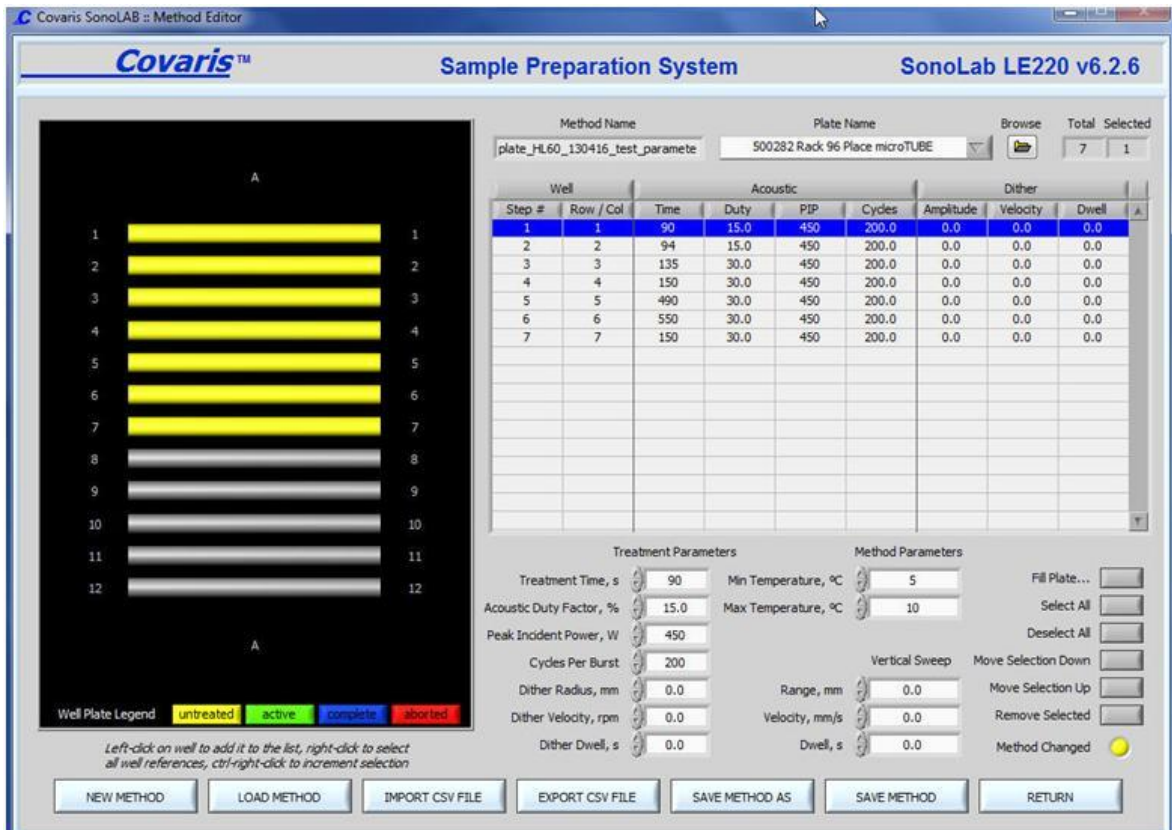 Covaris SonoLAB :: Method Editor
Covaris™ Sample Preparation System SonoLab LE220 v6.2.6
Method Name Plate Name Browse Total Selected
plate_HL60_130416_test_paramete 500282 Rack 96 Place microTUBE 7 1
Well Acoustic Dither
Step # Row / Col Time Duty PIP Cycles Amplitude Velocity Dwell
1 1 90 15.0 450 200.0 0.0 0.0 0.0
2 2 94 15.0 450 200.0 0.0 0.0 0.0
3 3 135 30.0 450 200.0 0.0 0.0 0.0
4 4 150 30.0 450 200.0 0.0 0.0 0.0
5 5 490 30.0 450 200.0 0.0 0.0 0.0
6 6 550 30.0 450 200.0 0.0 0.0 0.0
7 7 150 30.0 450 200.0 0.0 0.0 0.0
A
1 1
2 2
3 3
4 4
5 5
6 6
7 7
8 8
9 9
10 10
11 11
12 12
A
Well Plate Legend untreated active complete aborted
Left-click on well to add it to the list, right-click to select
all well references, ctrl-right-click to increment selection
Treatment Parameters Method Parameters
Treatment Time, s 90 Min Temperature, ºC 5 Fill Plate...
Acoustic Duty Factor, % 15.0 Max Temperature, ºC 10 Select All
Peak Incident Power, W 450 Deselect All
Cycles Per Burst 200 Vertical Sweep Move Selection Down
Dither Radius, mm 0.0 Range, mm 0.0 Move Selection Up
Dither Velocity, rpm 0.0 Velocity, mm/s 0.0 Remove Selected
Dither Dwell, s 0.0 Dwell, s 0.0 Method Changed
NEW METHOD LOAD METHOD IMPORT CSV FILE EXPORT CSV FILE SAVE METHOD AS SAVE METHOD RETURN